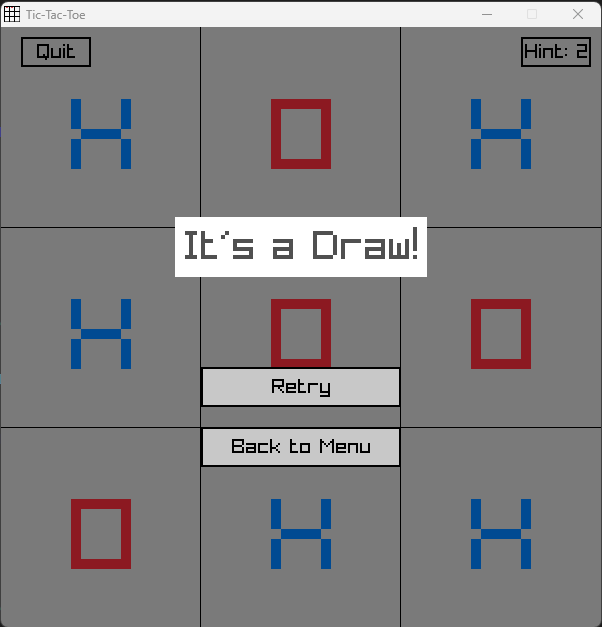 Tic-Tac-Toe
Quit
Hint: 2
X O X
It's a Draw!
X O O
Retry
Back to Menu
O X X